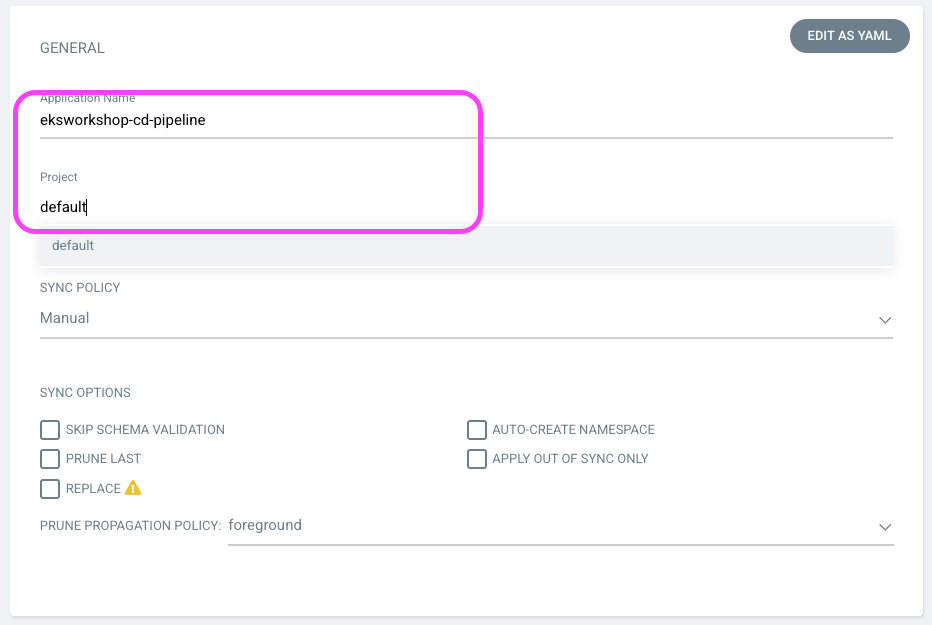 GENERAL
EDIT AS YAML
Application Name
eksworkshop-cd-pipeline
Project
default
default
SYNC POLICY
Manual
SYNC OPTIONS
SKIP SCHEMA VALIDATION
AUTO-CREATE NAMESPACE
PRUNE LAST
APPLY OUT OF SYNC ONLY
REPLACE
PRUNE PROPAGATION POLICY: foreground